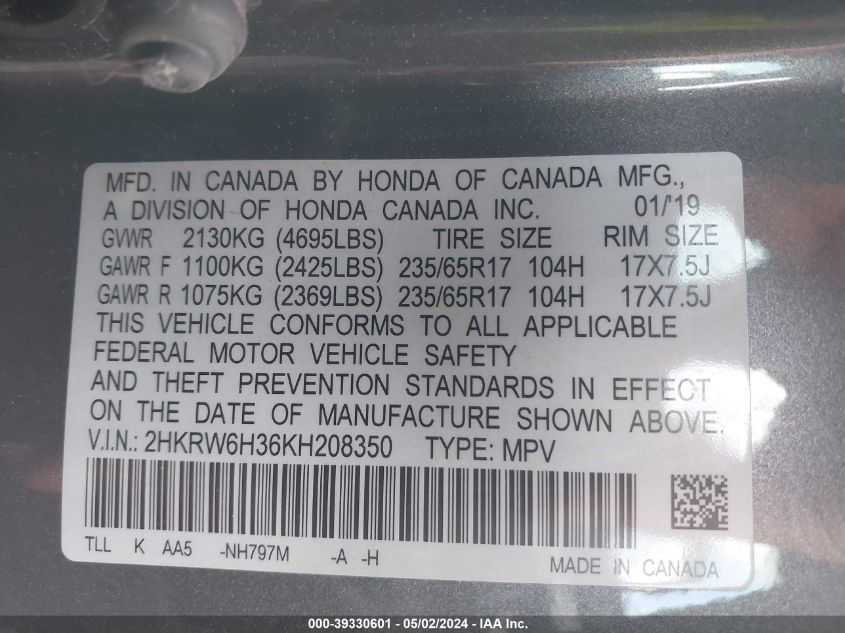 MFD. IN CANADA BY HONDA OF CANADA MFG.,
A DIVISION OF HONDA CANADA INC. 01/'19
GVWR 2130KG (4695LBS) TIRE SIZE RIM SIZE
GAWR F 1100KG (2425LBS) 235/65R17 104H 17X7.5J
GAWR R 1075KG (2369LBS) 235/65R17 104H 17X7.5J
THIS VEHICLE CONFORMS TO ALL APPLICABLE
FEDERAL MOTOR VEHICLE SAFETY
AND THEFT PREVENTION STANDARDS IN EFFECT
ON THE DATE OF MANUFACTURE SHOWN ABOVE.
V.I.N.: 2HKRW6H36KH208350 TYPE: MPV
TLL K AA5 -NH797M -A -H
MADE IN CANADA
000-39330601 - 05/02/2024 - IAA Inc.